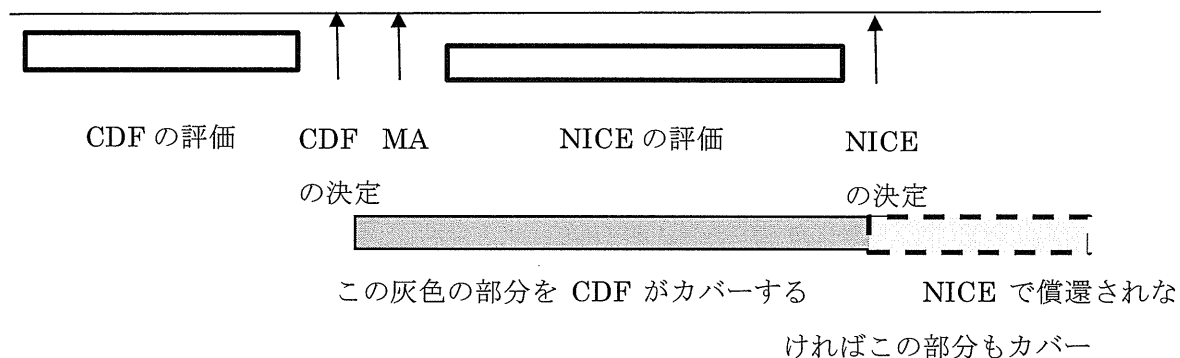 CDF の評価 CDF MA NICE の評価 NICE
の決定 の決定
この灰色の部分を CDF がカバーする NICE で償還されな
ければこの部分もカバー